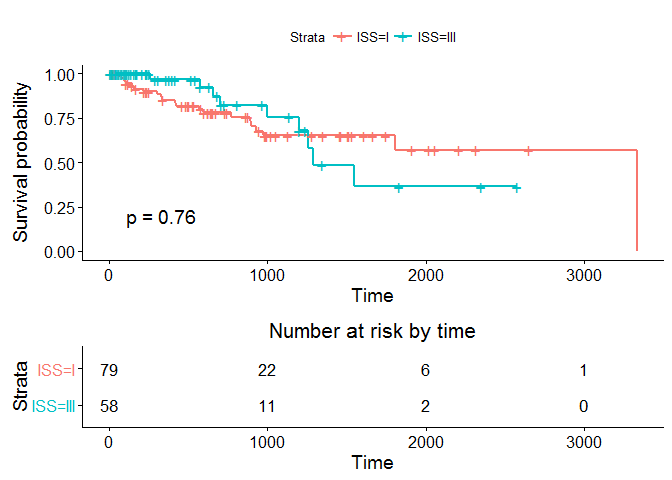 Strata ISS=I ISS=III
Survival probability
1.00
0.75
0.50
0.25
0.00
p = 0.76
0 1000 2000 3000
Time
Number at risk by time
Strata
ISS=I 79 22 6 1
ISS=III 58 11 2 0
0 1000 2000 3000
Time